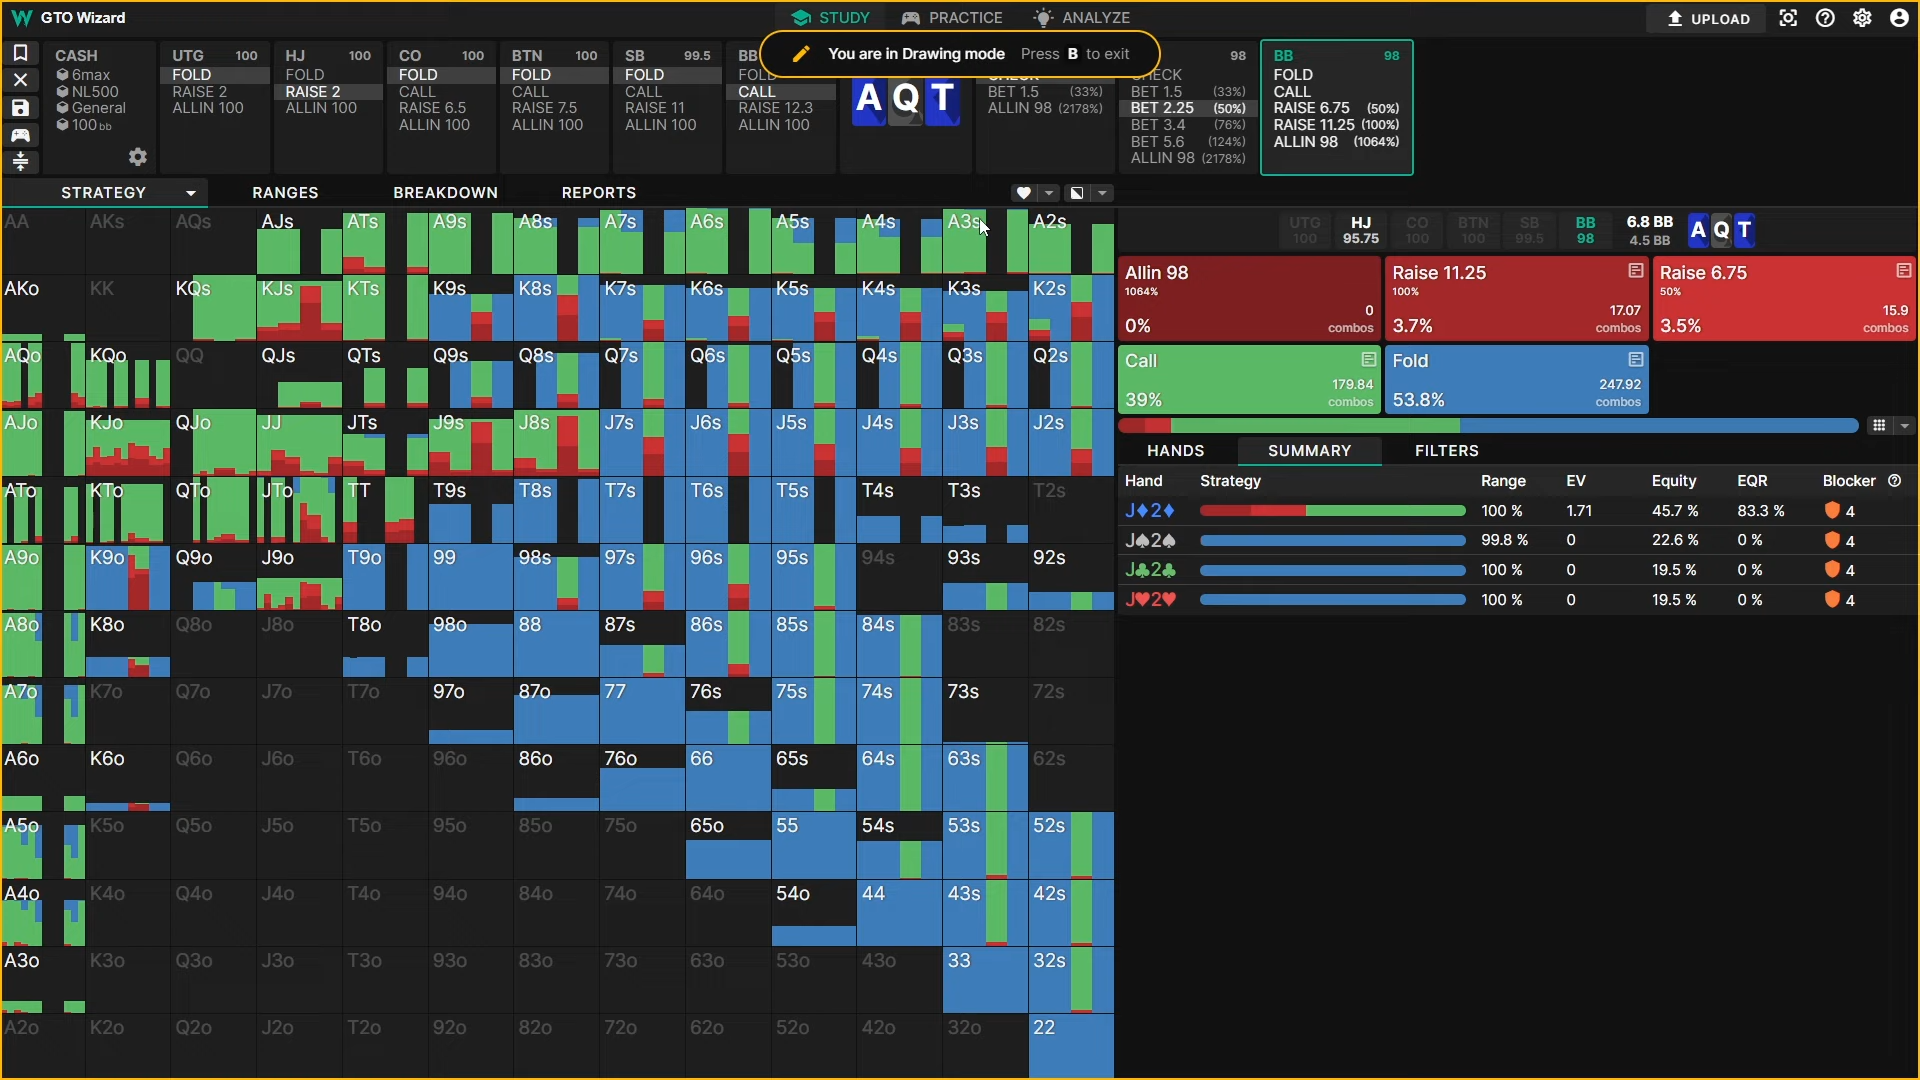 GTO Wizard
STUDY
PRACTICE
ANALYZE
UPLOAD
You are in Drawing mode Press B to exit
CASH
6max
NL500
General
100bb
UTG 100
FOLD
RAISE 2
ALLIN 100
HJ 100
FOLD
RAISE 2
ALLIN 100
CO 100
FOLD
CALL
RAISE 6.5
ALLIN 100
BTN 100
FOLD
CALL
RAISE 7.5
ALLIN 100
SB 99.5
FOLD
CALL
RAISE 11
ALLIN 100
BB
FOLD
CALL
RAISE 12.3
ALLIN 100
A Q T
BET 1.5 (33%)
ALLIN 98 (2178%)
98
BET 1.5 (33%)
BET 2.25 (50%)
BET 3.4 (76%)
BET 5.6 (124%)
ALLIN 98 (2178%)
BB 98
FOLD
CALL
RAISE 6.75 (50%)
RAISE 11.25 (100%)
ALLIN 98 (1064%)
STRATEGY
RANGES
BREAKDOWN
REPORTS
AA AKs AQs AJs ATs A9s A8s A7s A6s A5s A4s A3s A2s
AKo KK KQs KJs KTs K9s K8s K7s K6s K5s K4s K3s K2s
AQo KQo QQ QJs QTs Q9s Q8s Q7s Q6s Q5s Q4s Q3s Q2s
AJo KJo QJo JJ JTs J9s J8s J7s J6s J5s J4s J3s J2s
ATo KTo QTo JTo TT T9s T8s T7s T6s T5s T4s T3s T2s
A9o K9o Q9o J9o T9o 99 98s 97s 96s 95s 94s 93s 92s
A8o K8o Q8o J8o T8o 98o 88 87s 86s 85s 84s 83s 82s
A7o K7o Q7o J7o T7o 97o 87o 77 76s 75s 74s 73s 72s
A6o K6o Q6o J6o T6o 96o 86o 76o 66 65s 64s 63s 62s
A5o K5o Q5o J5o T5o 95o 85o 75o 65o 55 54s 53s 52s
A4o K4o Q4o J4o T4o 94o 84o 74o 64o 54o 44 43s 42s
A3o K3o Q3o J3o T3o 93o 83o 73o 63o 53o 43o 33 32s
A2o K2o Q2o J2o T2o 92o 82o 72o 62o 52o 42o 32o 22
UTG 100
HJ 95.75
CO 100
BTN 100
SB 99.5
BB 98
6.8 BB
4.5 BB
A Q T
Allin 98
1064%
0% 0 combos
Raise 11.25
100%
3.7% 17.07 combos
Raise 6.75
50%
3.5% 15.9 combos
Call
39% 179.84 combos
Fold
53.8% 247.92 combos
HANDS
SUMMARY
FILTERS
Hand Strategy Range EV Equity EQR Blocker
J♦2♦ 100 % 1.71 45.7 % 83.3 % 4
J♠2♠ 99.8 % 0 22.6 % 0 % 4
J♣2♣ 100 % 0 19.5 % 0 % 4
J♥2♥ 100 % 0 19.5 % 0 % 4